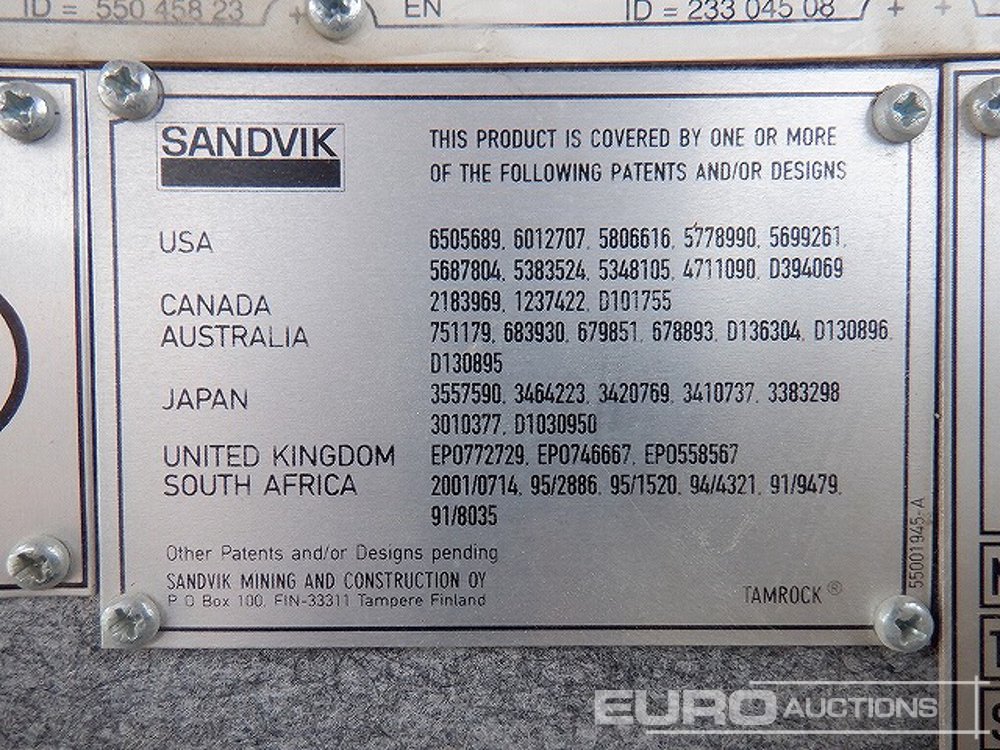 ID = 550 458 23
EN
ID = 233 045 08
SANDVIK
THIS PRODUCT IS COVERED BY ONE OR MORE
OF THE FOLLOWING PATENTS AND/OR DESIGNS
USA 6505689, 6012707, 5806616, 5778990, 5699261,
5687804, 5383524, 5348105, 4711090, D394069
CANADA 2183969, 1237422, D101755
AUSTRALIA 751179, 683930, 679851, 678893, D136304, D130896,
D130895
JAPAN 3557590, 3464223, 3420769, 3410737, 3383298
3010377, D1030950
UNITED KINGDOM EP0772729, EP0746667, EP0558567
SOUTH AFRICA 2001/0714, 95/2886, 95/1520, 94/4321, 91/9479,
91/8035
Other Patents and/or Designs pending
SANDVIK MINING AND CONSTRUCTION OY
P O Box 100, FIN-33311 Tampere Finland
TAMROCK ®
55001945-A
EURO AUCTIONS